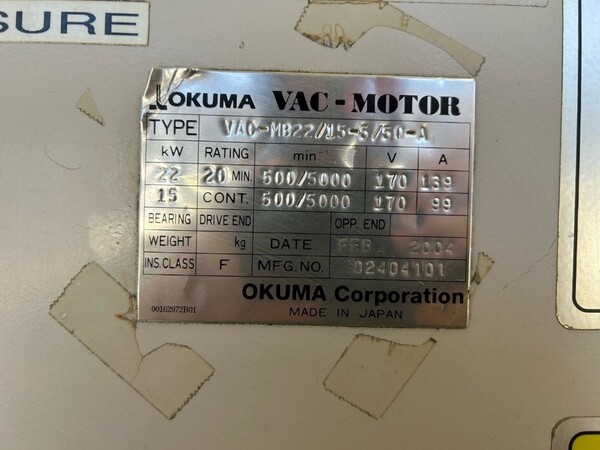 SURE
OKUMA VAC-MOTOR
TYPE VAC-MB22/15-5/50-A
kW RATING min⁻¹ V A
22 20 MIN. 500/5000 170 139
15 CONT. 500/5000 170 99
BEARING DRIVE END OPP. END
WEIGHT kg DATE FEB 2004
INS.CLASS F MFG.NO. 02404101
OKUMA Corporation
00162972B01 MADE IN JAPAN